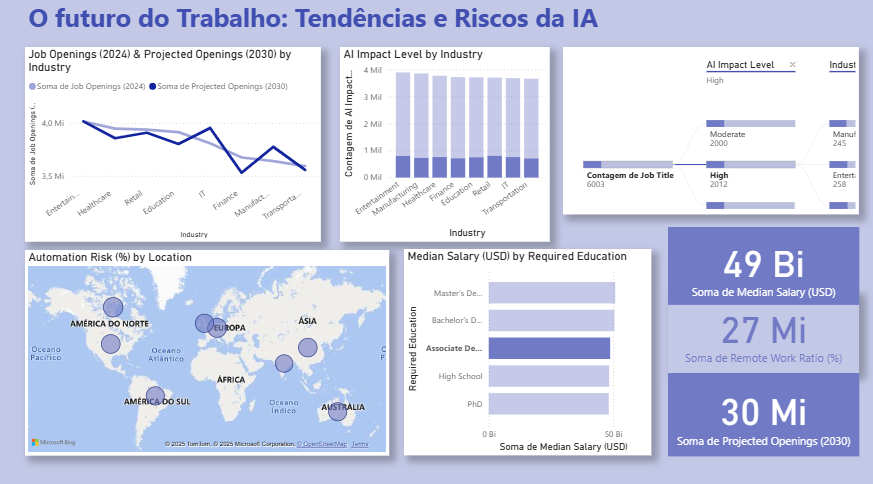 O futuro do Trabalho: Tendências e Riscos da IA
Job Openings (2024) & Projected Openings (2030) by
Industry
Soma de Job Openings (2024) Soma de Projected Openings (2030)
Soma de Job Openings (...
4,0 Mi
3,5 Mi
Entertain...
Healthcare
Retail
Education
IT
Finance
Manufact...
Transporta...
Industry
AI Impact Level by Industry
Contagem de AI Impact...
4 Mi
3 Mi
2 Mi
1 Mi
0 Mi
Entertainment
Manufacturing
Healthcare
Finance
Education
Retail
IT
Transportation
Industry
AI Impact Level
High
Indust
Moderate
2000
Manuf
245
Contagem de Job Title
6003
High
2012
Enterta
258
Automation Risk (%) by Location
AMÉRICA DO NORTE
EUROPA
ÁSIA
Oceano
Pacífico
Oceano
Atlântico
ÁFRICA
AMÉRICA DO SUL
Oceano
Índico
AUSTRÁLIA
Microsoft Bing
© 2025 TomTom, © 2025 Microsoft Corporation, © OpenStreetMap Terms
Median Salary (USD) by Required Education
Required Education
Master's De...
Bachelor's D...
Associate De...
High School
PhD
0 Bi
50 Bi
Soma de Median Salary (USD)
49 Bi
Soma de Median Salary (USD)
27 Mi
Soma de Remote Work Ratio (%)
30 Mi
Soma de Projected Openings (2030)